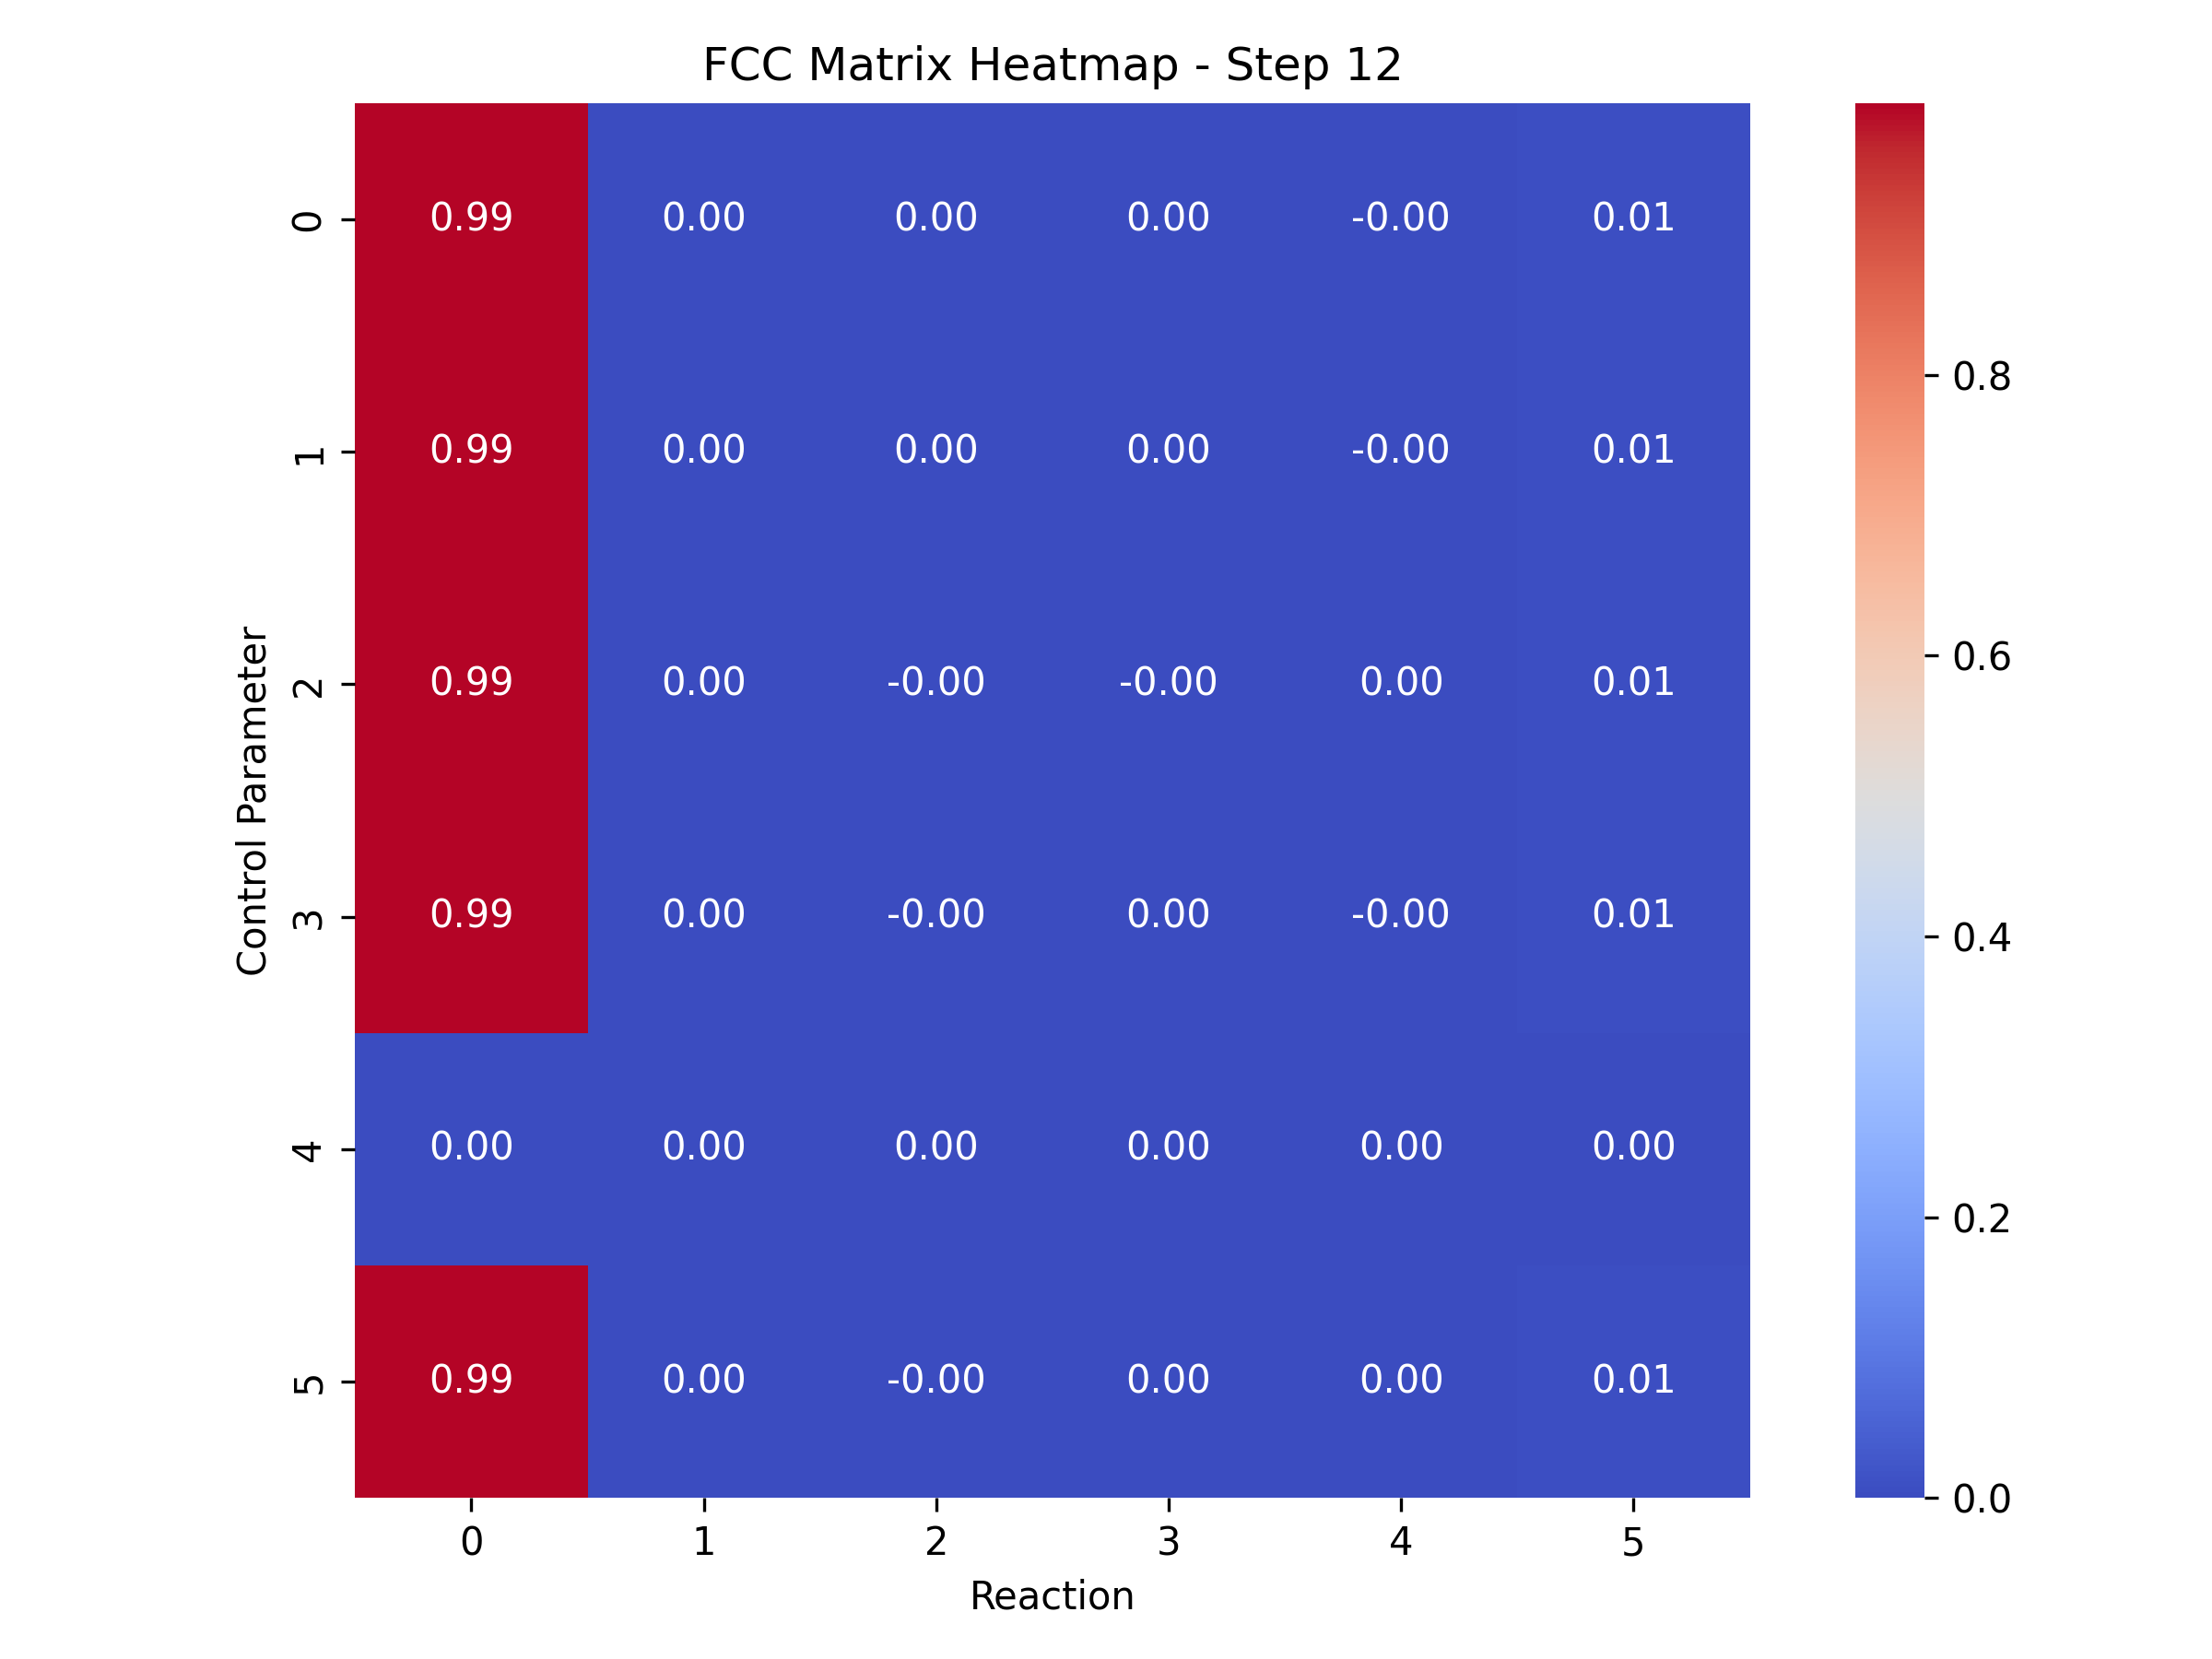 FCC Matrix Heatmap - Step 12
Control Parameter
0 0.99 0.00 0.00 0.00 -0.00 0.01
1 0.99 0.00 0.00 0.00 -0.00 0.01
2 0.99 0.00 -0.00 -0.00 0.00 0.01
3 0.99 0.00 -0.00 0.00 -0.00 0.01
4 0.00 0.00 0.00 0.00 0.00 0.00
5 0.99 0.00 -0.00 0.00 0.00 0.01
0 1 2 3 4 5
Reaction
0.8
0.6
0.4
0.2
0.0